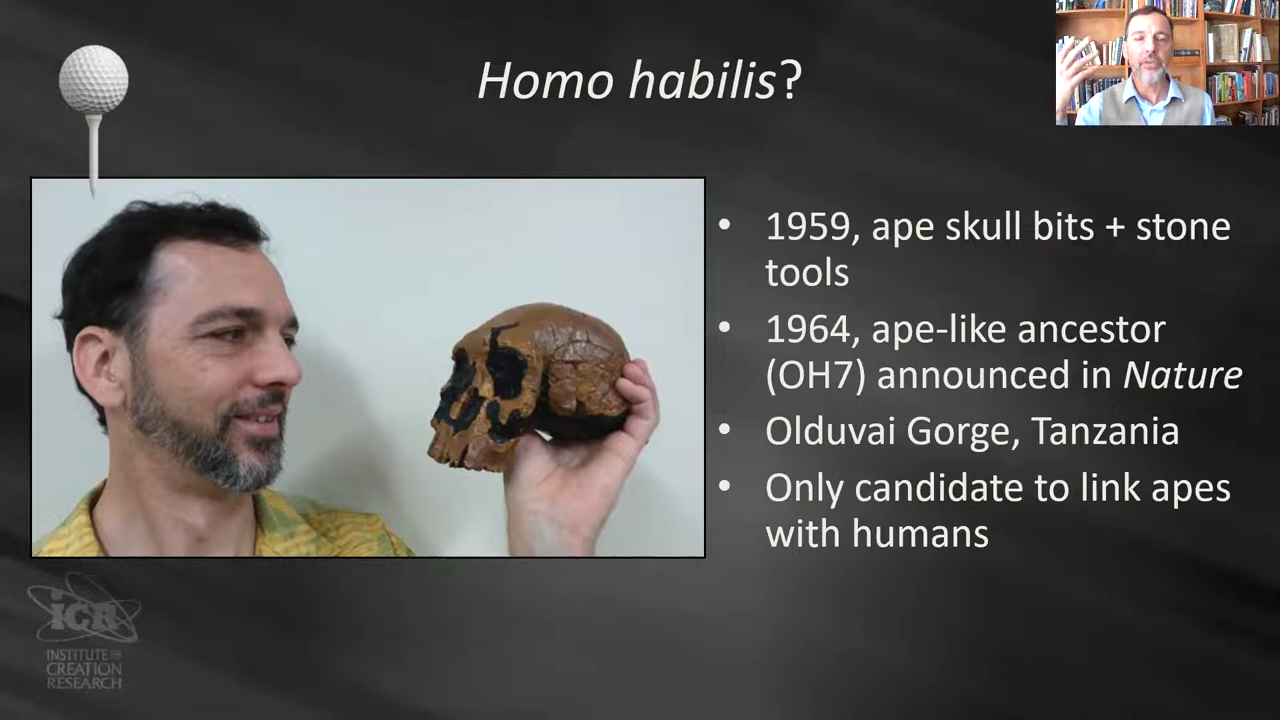 Homo habilis?
• 1959, ape skull bits + stone
tools
• 1964, ape-like ancestor
(OH7) announced in Nature
• Olduvai Gorge, Tanzania
• Only candidate to link apes
with humans
iCR
INSTITUTE for
CREATION
RESEARCH